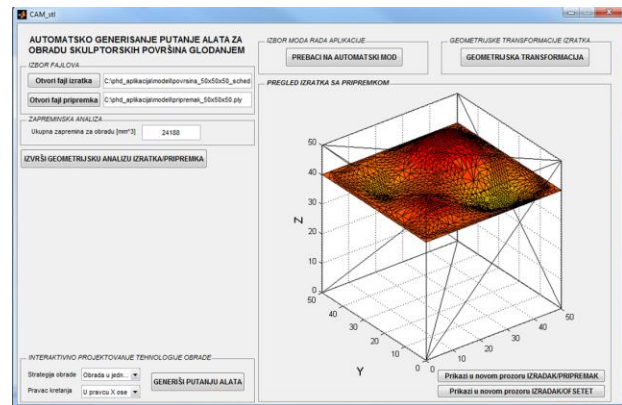 CAM_stl
AUTOMATSKO GENERISANJE PUTANJE ALATA ZA
OBRADU SKULPTORSKIH POVRŠINA GLODANJEM
IZBOR FAJLOVA
Otvori fajl izratka C:\phd_aplikacija\modeli\povrsina_50x50x50_sched
Otvori fajl pripremka C:\phd_aplikacija\modeli\pripremak_50x50x50.ply
ZAPREMINSKA ANALIZA
Ukupna zapremina za obradu [mm^3] 24188
IZVRŠI GEOMETRIJSKU ANALIZU IZRATKA/PRIPREMKA
INTERAKTIVNO PROJEKTOVANJE TEHNOLOGIJE OBRADE
Strategija obrade Obrada u jedn...
Pravac kretanja U pravcu X ose
GENERIŠI PUTANJU ALATA
IZBOR MODA RADA APLIKACIJE
PREBACI NA AUTOMATSKI MOD
GEOMETRIJSKE TRANSFORMACIJE IZRATKA
GEOMETRIJSKA TRANSFORMACIJA
PREGLED IZRATKA SA PRIPREMKOM
50
40
30
20
10
0
Z
50
40
30
20
10
0
Y
0
10
20
30
40
50
Prikazi u novom prozoru IZRADAK/PRIPREMAK
Prikazi u novom prozoru IZRADAK/OFSETET